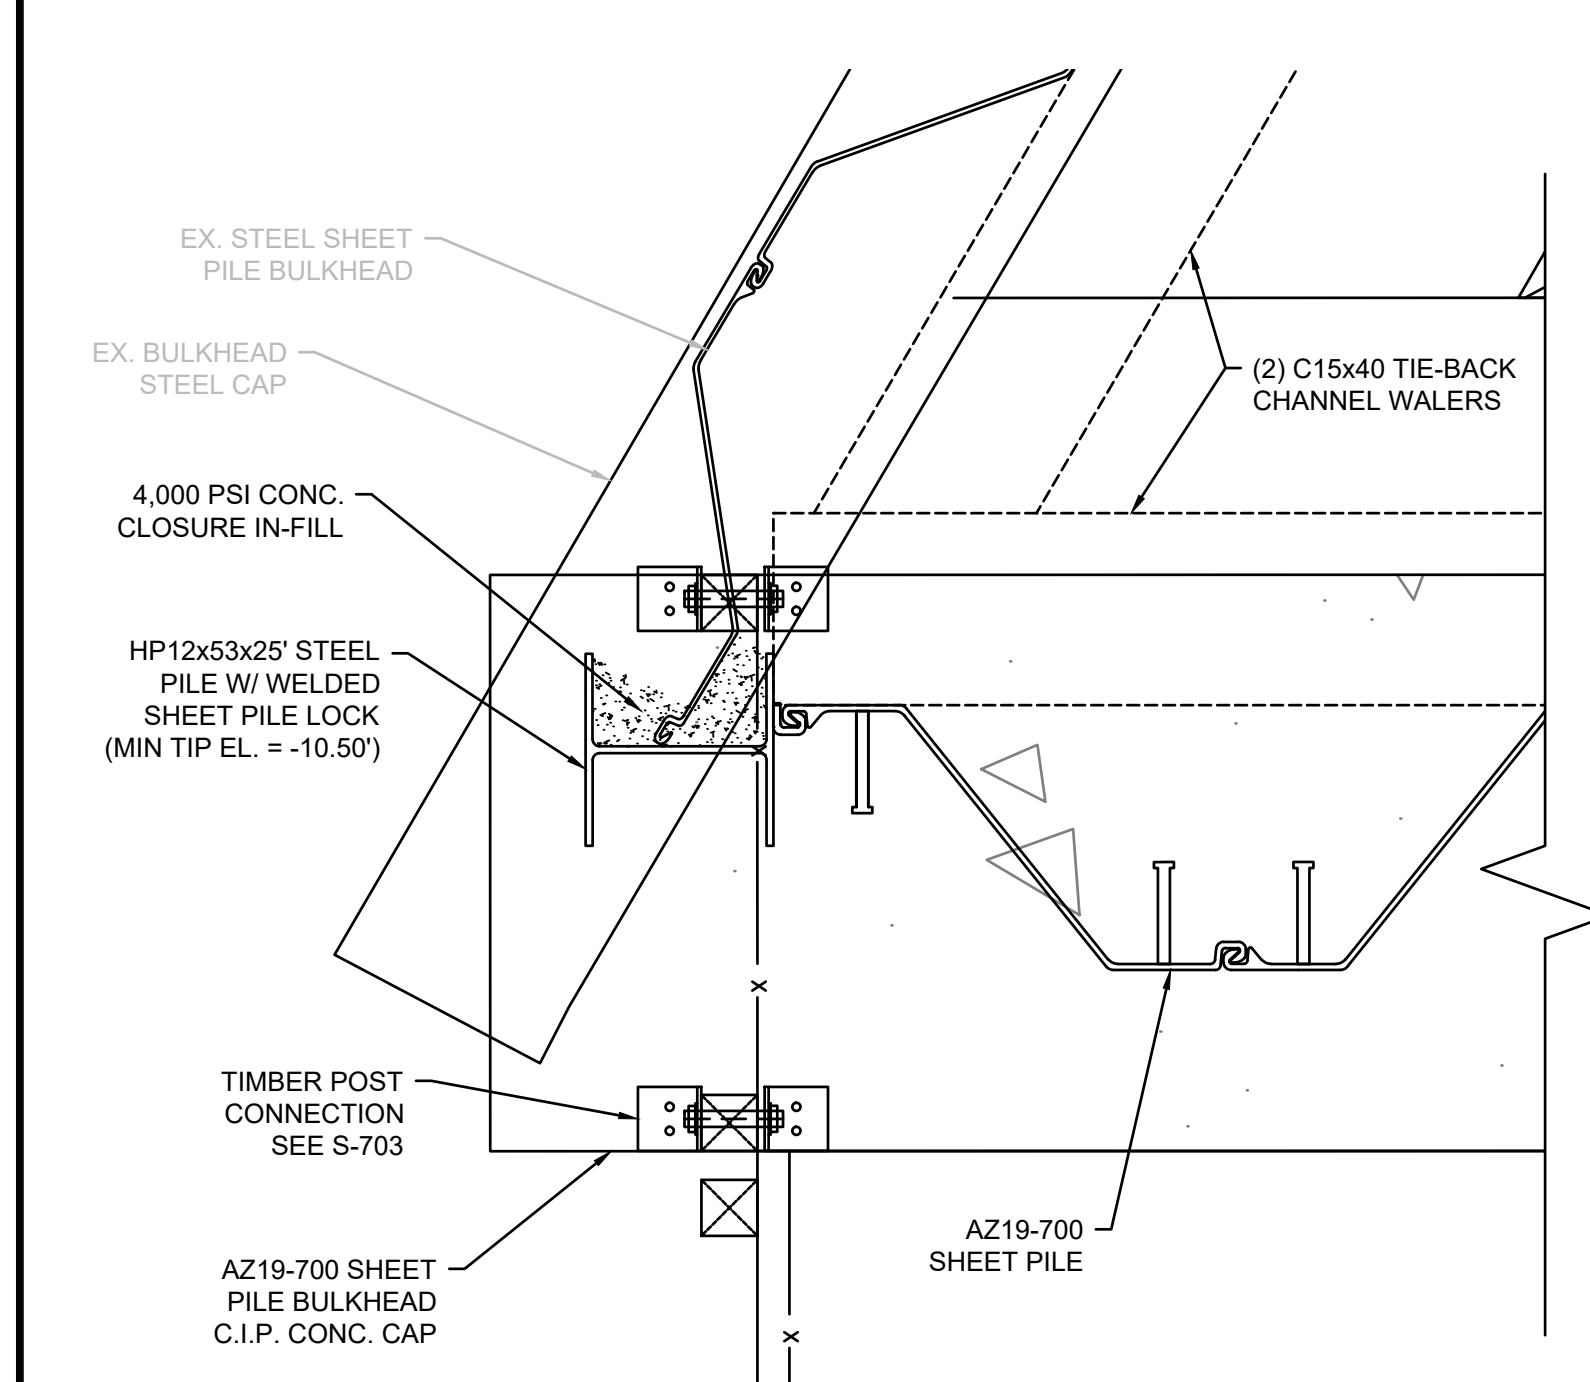 EX. STEEL SHEET
PILE BULKHEAD
EX. BULKHEAD
STEEL CAP
(2) C15x40 TIE-BACK
CHANNEL WALERS
4,000 PSI CONC.
CLOSURE IN-FILL
HP12x53x25' STEEL
PILE W/ WELDED
SHEET PILE LOCK
(MIN TIP EL. = -10.50')
X
X
TIMBER POST
CONNECTION
SEE S-703
AZ19-700
SHEET PILE
AZ19-700 SHEET
PILE BULKHEAD
C.I.P. CONC. CAP
X